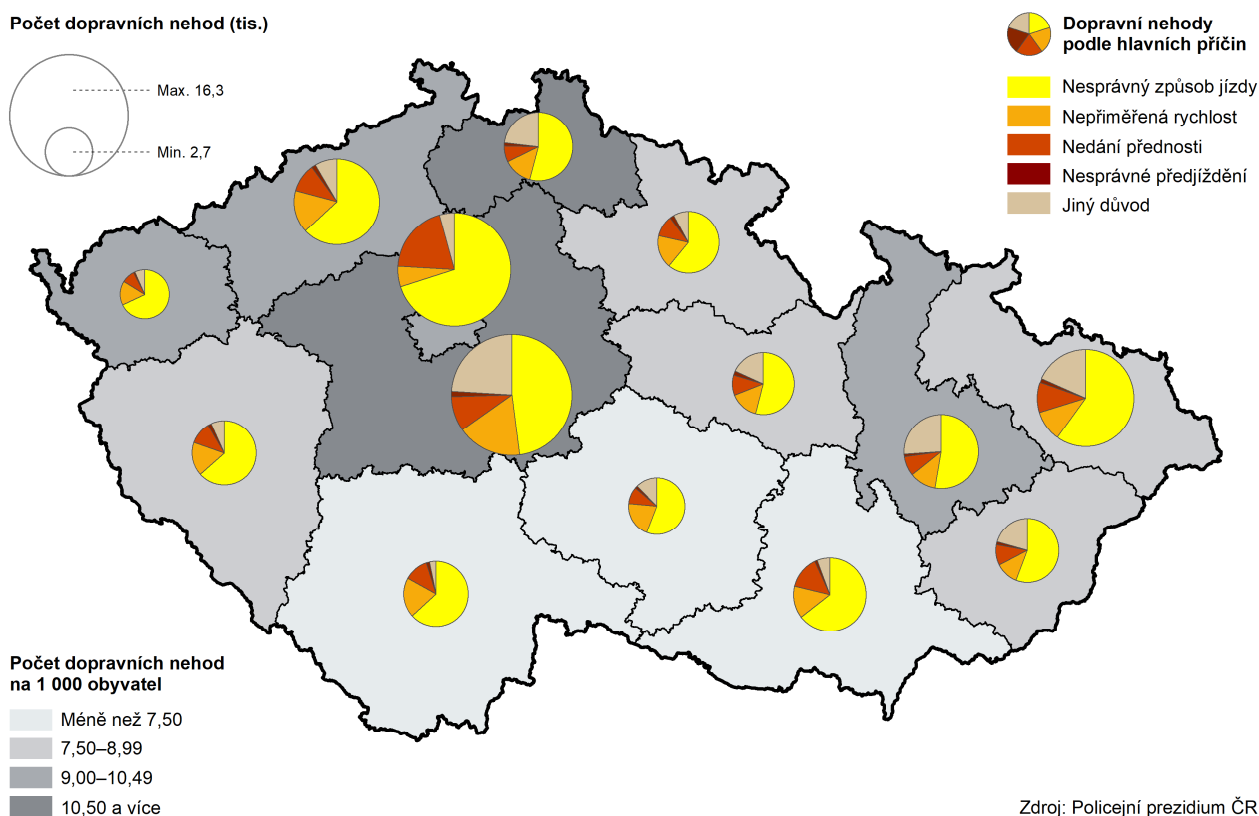 Počet dopravních nehod (tis.)
Max. 16,3
Min. 2,7
Dopravní nehody
podle hlavních příčin
Nesprávný způsob jízdy
Nepřiměřená rychlost
Nedání přednosti
Nesprávné předjíždění
Jiný důvod
Počet dopravních nehod
na 1 000 obyvatel
Méně než 7,50
7,50–8,99
9,00–10,49
10,50 a více
Zdroj: Policejní prezidium ČR